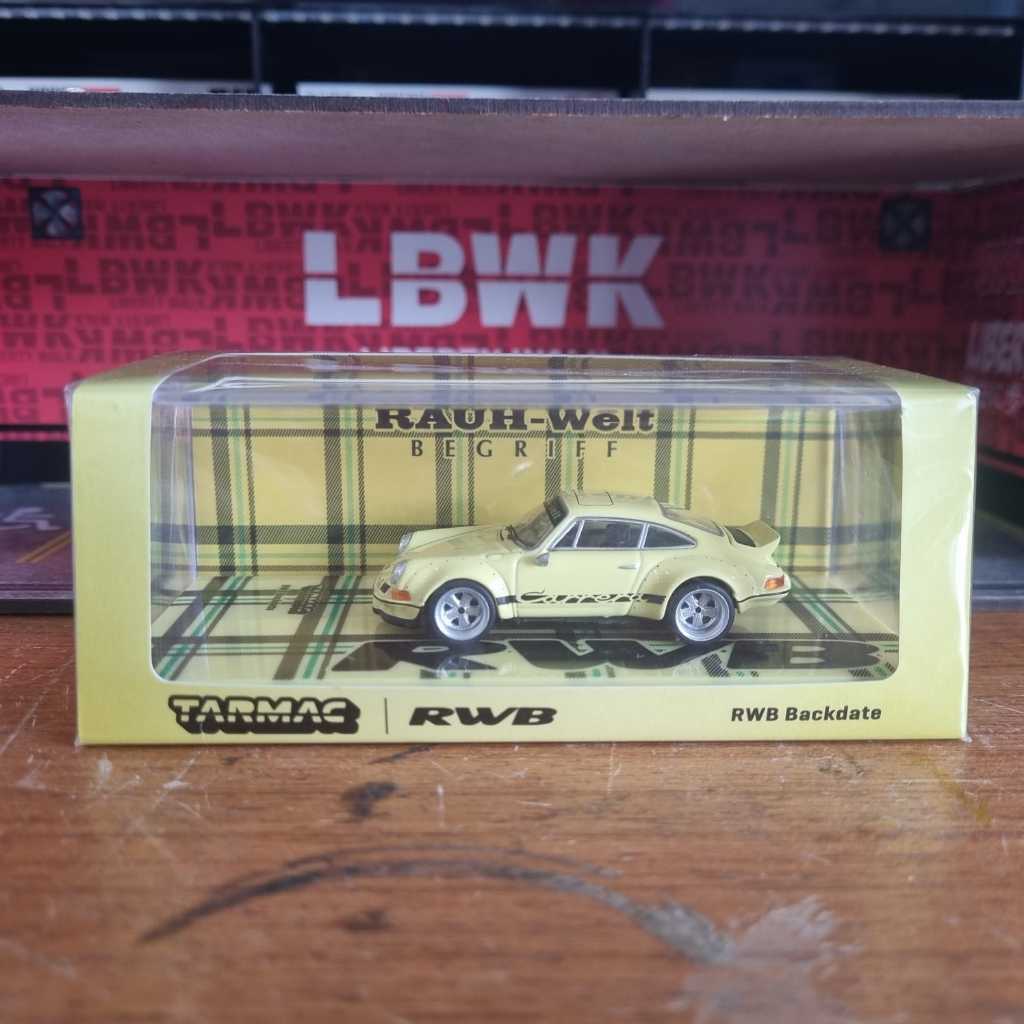 LBWK
RAUH-Welt
BEGRIFF
Carrera
RWB
TARMAC | RWB
RWB Backdate